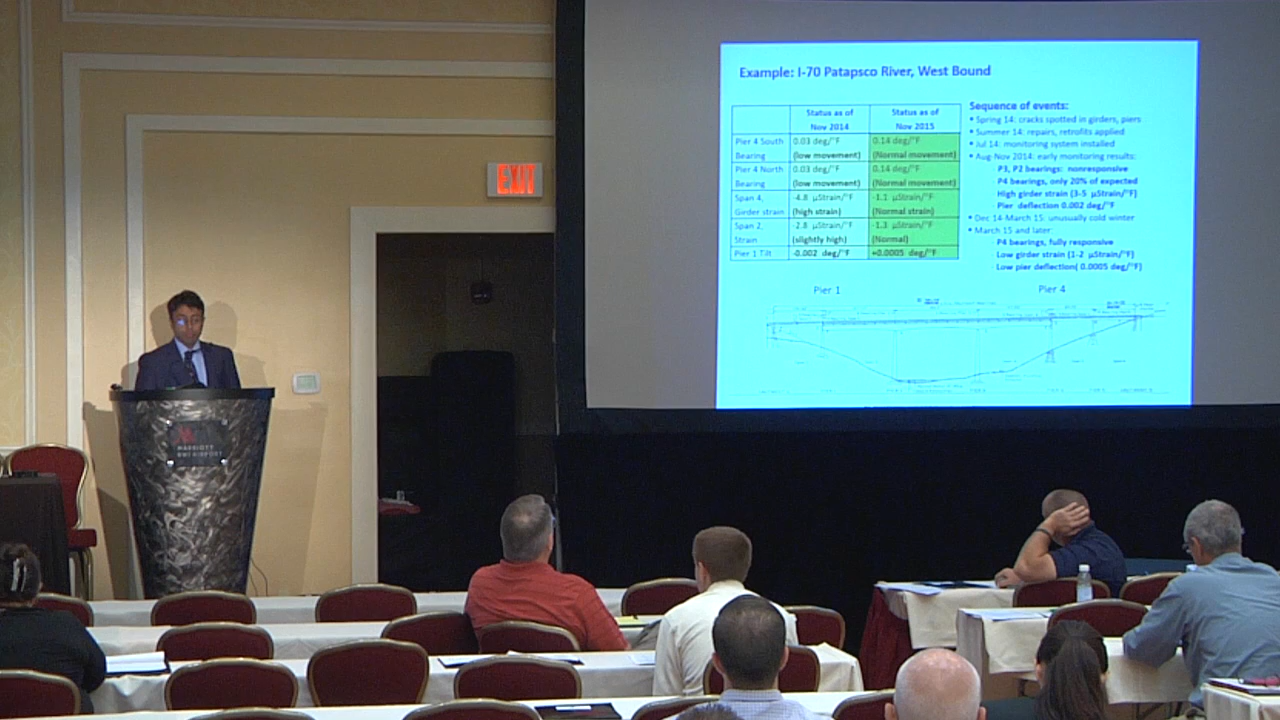 Example: I-70 Patapsco River, West Bound
Status as of
Nov 2014
Status as of
Nov 2015
Pier 4 South
Bearing
0.03 deg/°F
(low movement)
0.14 deg/°F
(Normal movement)
Pier 4 North
Bearing
0.03 deg/°F
(low movement)
0.14 deg/°F
(Normal movement)
Span 4,
Girder strain
-4.8 µStrain/°F
(high strain)
-1.1 µStrain/°F
(Normal strain)
Span 2,
Strain
-2.8 µStrain/°F
(slightly high)
-1.3 µStrain/°F
(Normal)
Pier 1 Tilt
-0.002 deg/°F
+0.0005 deg/°F
Sequence of events:
• Spring 14: cracks spotted in girders, piers
• Summer 14: repairs, retrofits applied
• Jul 14: monitoring system installed
• Aug-Nov 2014: early monitoring results:
P3, P2 bearings: nonresponsive
P4 bearings, only 20% of expected
High girder strain (3-5 µStrain/°F)
Pier deflection 0.002 deg/°F
• Dec 14-March 15: unusually cold winter
• March 15 and later:
P4 bearings, fully responsive
Low girder strain (1-2 µStrain/°F)
Low pier deflection( 0.0005 deg/°F)
Pier 1
Pier 4
EXIT
MARRIOTT
BWI AIRPORT